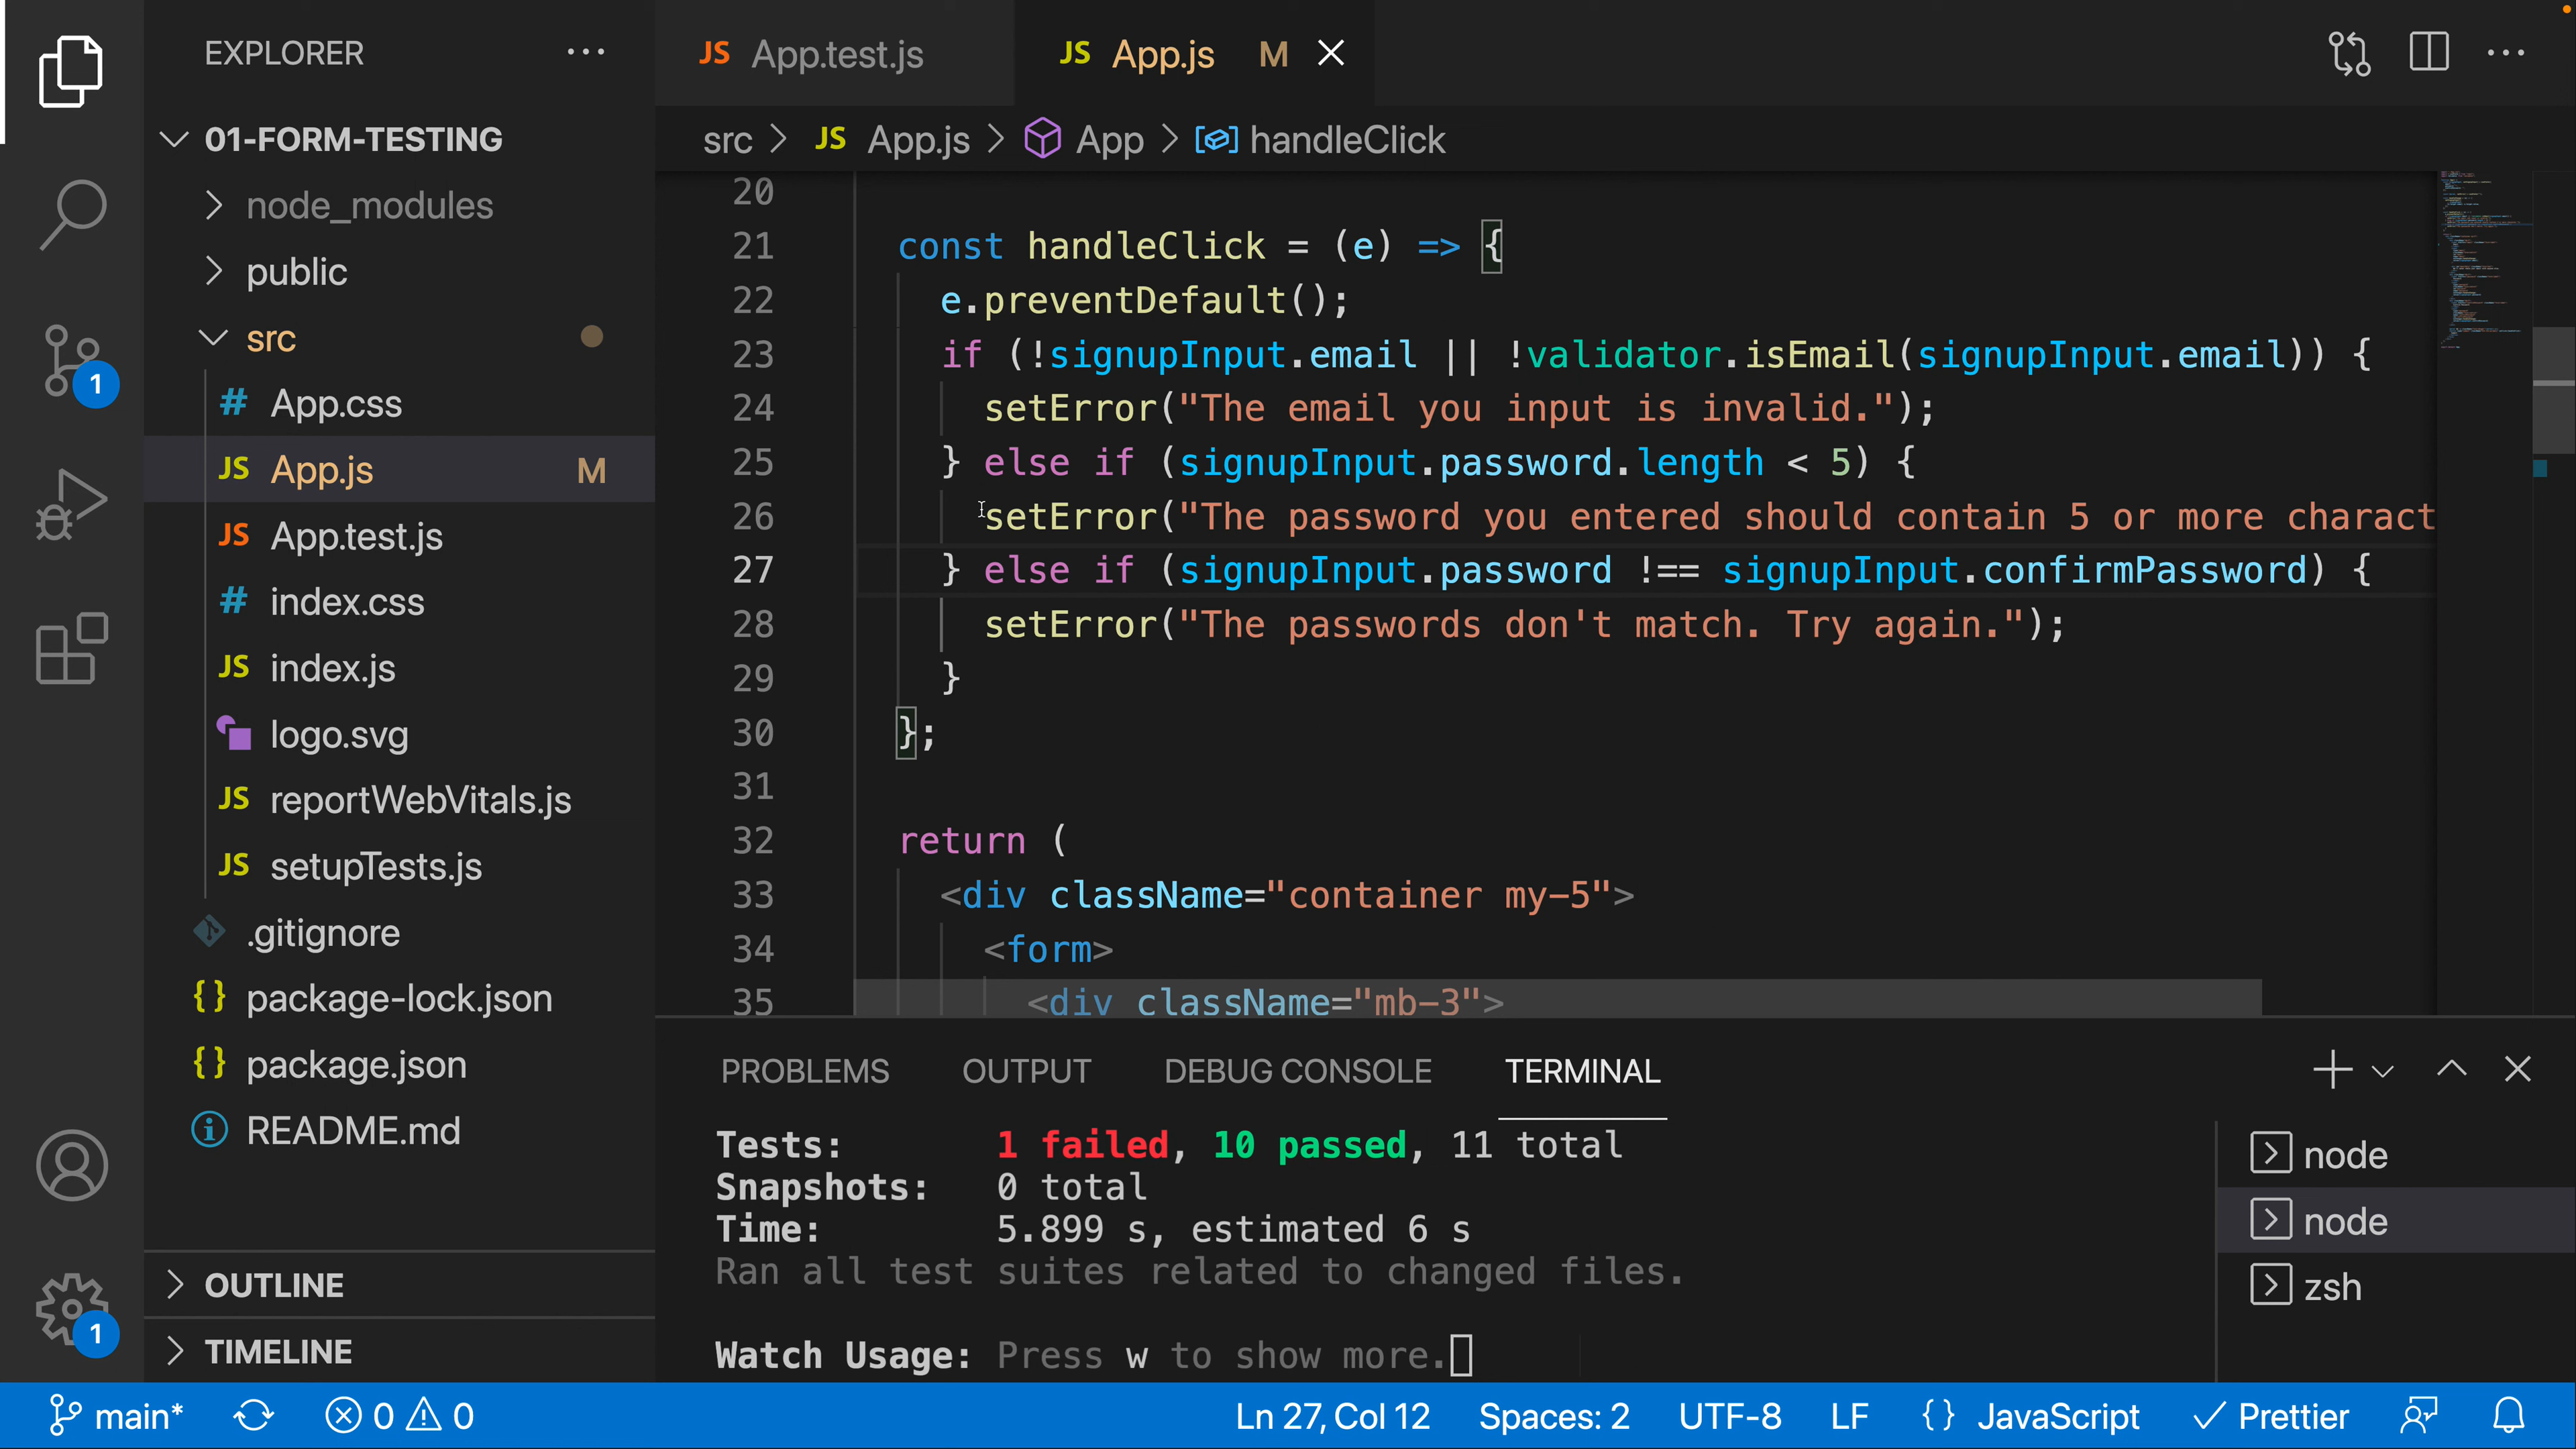 EXPLORER
01-FORM-TESTING
node_modules
public
src
# App.css
JS App.js M
JS App.test.js
# index.css
JS index.js
logo.svg
JS reportWebVitals.js
JS setupTests.js
.gitignore
{} package-lock.json
{} package.json
README.md
OUTLINE
TIMELINE
1
1
JS App.test.js
JS App.js M
src > JS App.js > App > handleClick
20
21 const handleClick = (e) => {
22 e.preventDefault();
23 if (!signupInput.email || !validator.isEmail(signupInput.email)) {
24 setError("The email you input is invalid.");
25 } else if (signupInput.password.length < 5) {
26 setError("The password you entered should contain 5 or more charact
27 } else if (signupInput.password !== signupInput.confirmPassword) {
28 setError("The passwords don't match. Try again.");
29 }
30 };
31
32 return (
33 <div className="container my-5">
34 <form>
35 <div className="mb-3">
PROBLEMS OUTPUT DEBUG CONSOLE TERMINAL
Tests: 1 failed, 10 passed, 11 total
Snapshots: 0 total
Time: 5.899 s, estimated 6 s
Ran all test suites related to changed files.
Watch Usage: Press w to show more.
node
node
zsh
main* 0 0 Ln 27, Col 12 Spaces: 2 UTF-8 LF {} JavaScript Prettier